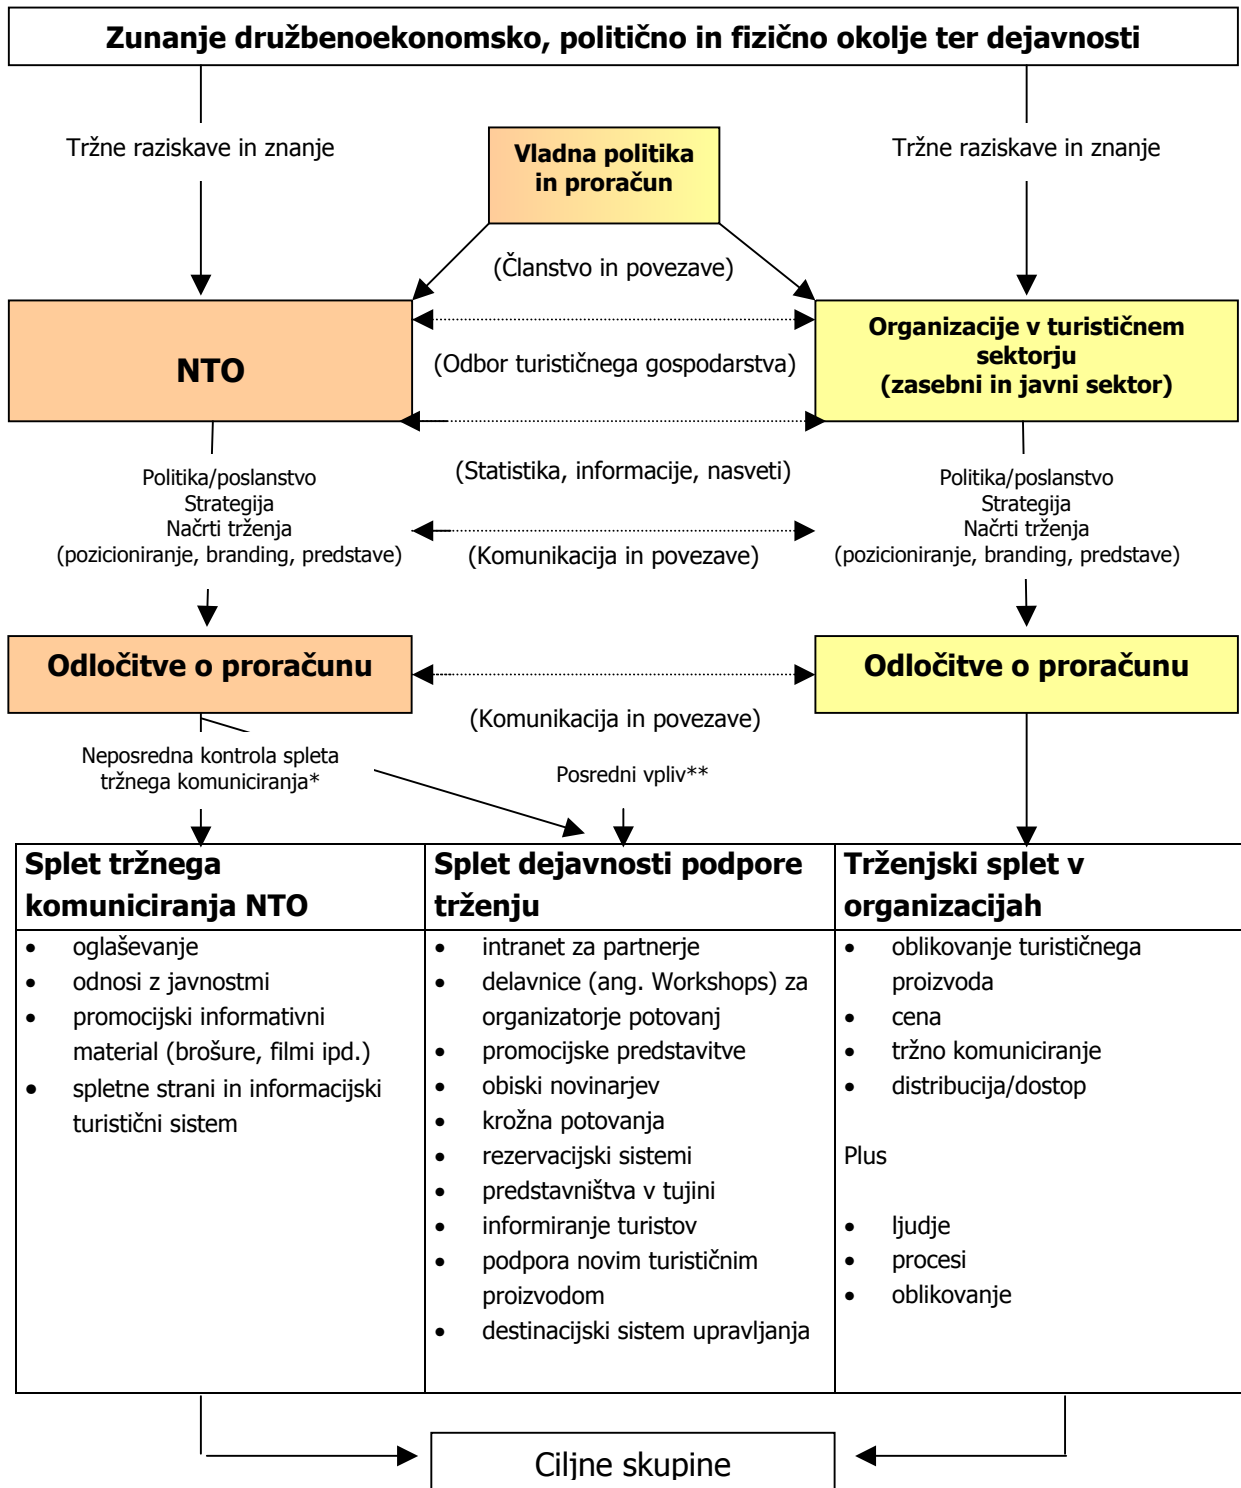 Zunanje družbenoekonomsko, politično in fizično okolje ter dejavnosti
Tržne raziskave in znanje
Vladna politika
in proračun
Tržne raziskave in znanje
(Članstvo in povezave)
NTO
(Odbor turističnega gospodarstva)
Organizacije v turističnem
sektorju
(zasebni in javni sektor)
(Statistika, informacije, nasveti)
Politika/poslanstvo
Strategija
Načrti trženja
(pozicioniranje, branding, predstave)
(Komunikacija in povezave)
Politika/poslanstvo
Strategija
Načrti trženja
(pozicioniranje, branding, predstave)
Odločitve o proračunu
Odločitve o proračunu
(Komunikacija in povezave)
Neposredna kontrola spleta
tržnega komuniciranja*
Posredni vpliv**
Splet tržnega
komuniciranja NTO
• oglaševanje
• odnosi z javnostmi
• promocijski informativni
material (brošure, filmi ipd.)
• spletne strani in informacijski
turistični sistem
Splet dejavnosti podpore
trženju
• intranet za partnerje
• delavnice (ang. Workshops) za
organizatorje potovanj
• promocijske predstavitve
• obiski novinarjev
• krožna potovanja
• rezervacijski sistemi
• predstavništva v tujini
• informiranje turistov
• podpora novim turističnim
proizvodom
• destinacijski sistem upravljanja
Trženjski splet v
organizacijah
• oblikovanje turističnega
proizvoda
• cena
• tržno komuniciranje
• distribucija/dostop
Plus
• ljudje
• procesi
• oblikovanje
Ciljne skupine